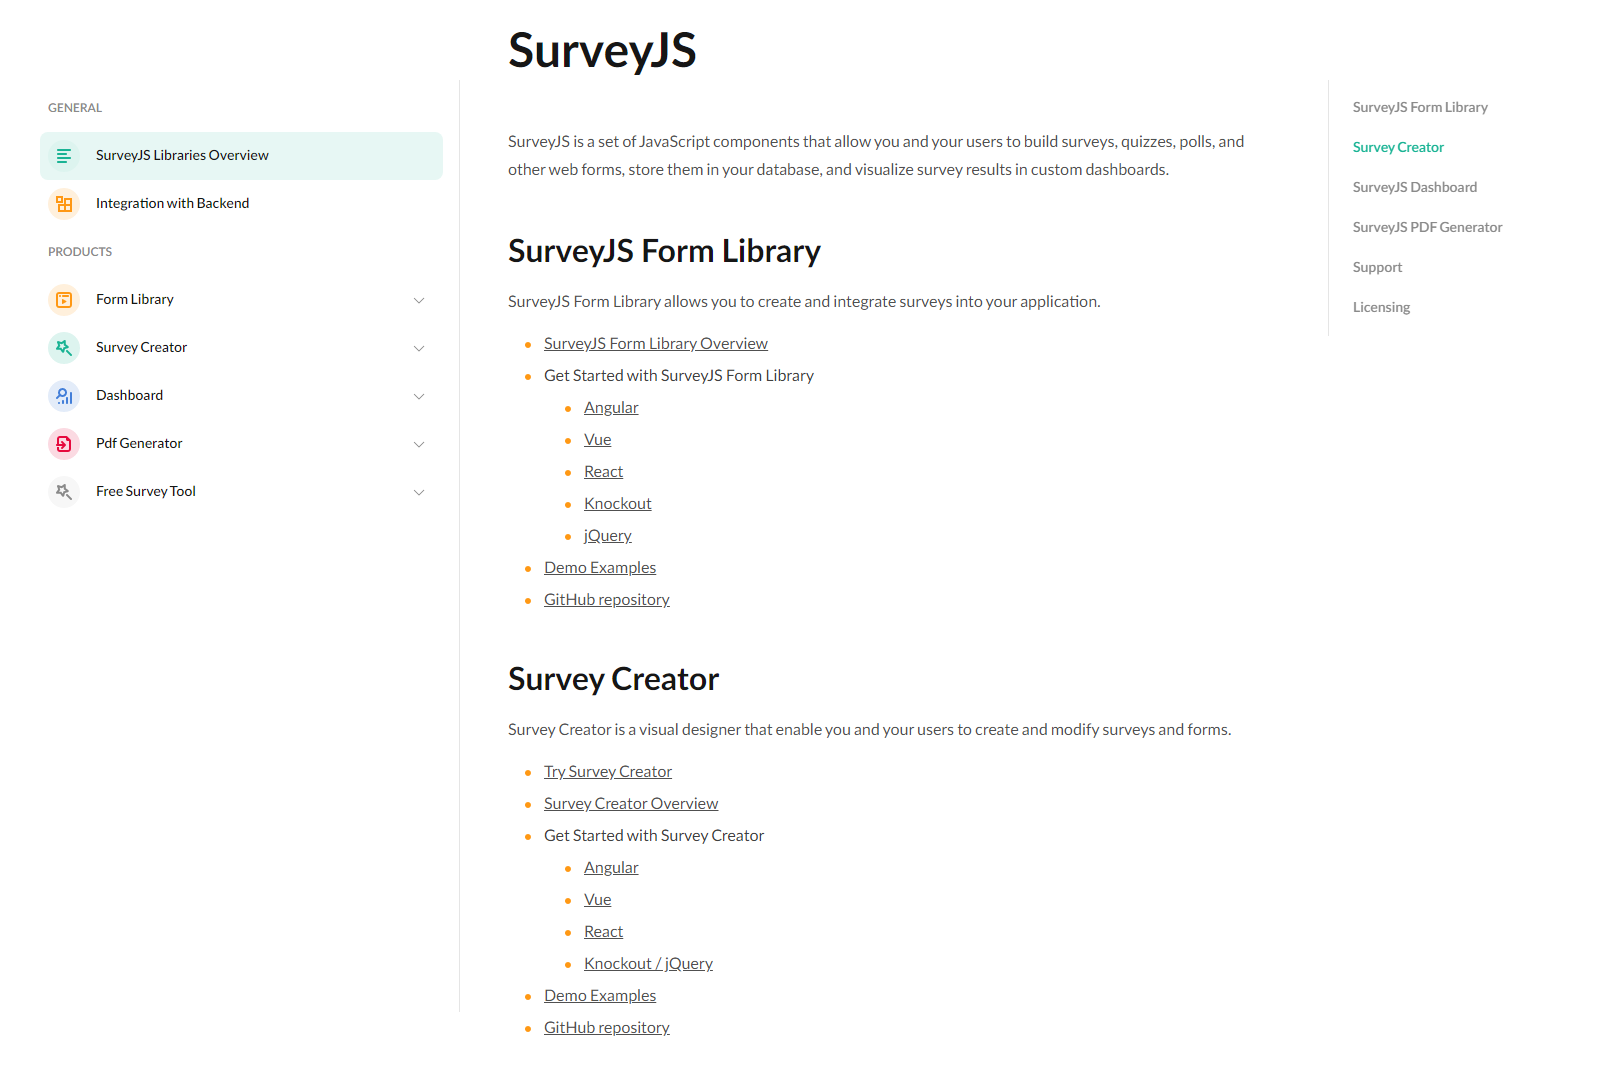 SurveyJS
GENERAL
SurveyJS Libraries Overview
Integration with Backend
PRODUCTS
Form Library
Survey Creator
Dashboard
Pdf Generator
Free Survey Tool
SurveyJS is a set of JavaScript components that allow you and your users to build surveys, quizzes, polls, and
other web forms, store them in your database, and visualize survey results in custom dashboards.
SurveyJS Form Library
SurveyJS Form Library allows you to create and integrate surveys into your application.
SurveyJS Form Library Overview
Get Started with SurveyJS Form Library
Angular
Vue
React
Knockout
jQuery
Demo Examples
GitHub repository
Survey Creator
Survey Creator is a visual designer that enable you and your users to create and modify surveys and forms.
Try Survey Creator
Survey Creator Overview
Get Started with Survey Creator
Angular
Vue
React
Knockout / jQuery
Demo Examples
GitHub repository
SurveyJS Form Library
Survey Creator
SurveyJS Dashboard
SurveyJS PDF Generator
Support
Licensing